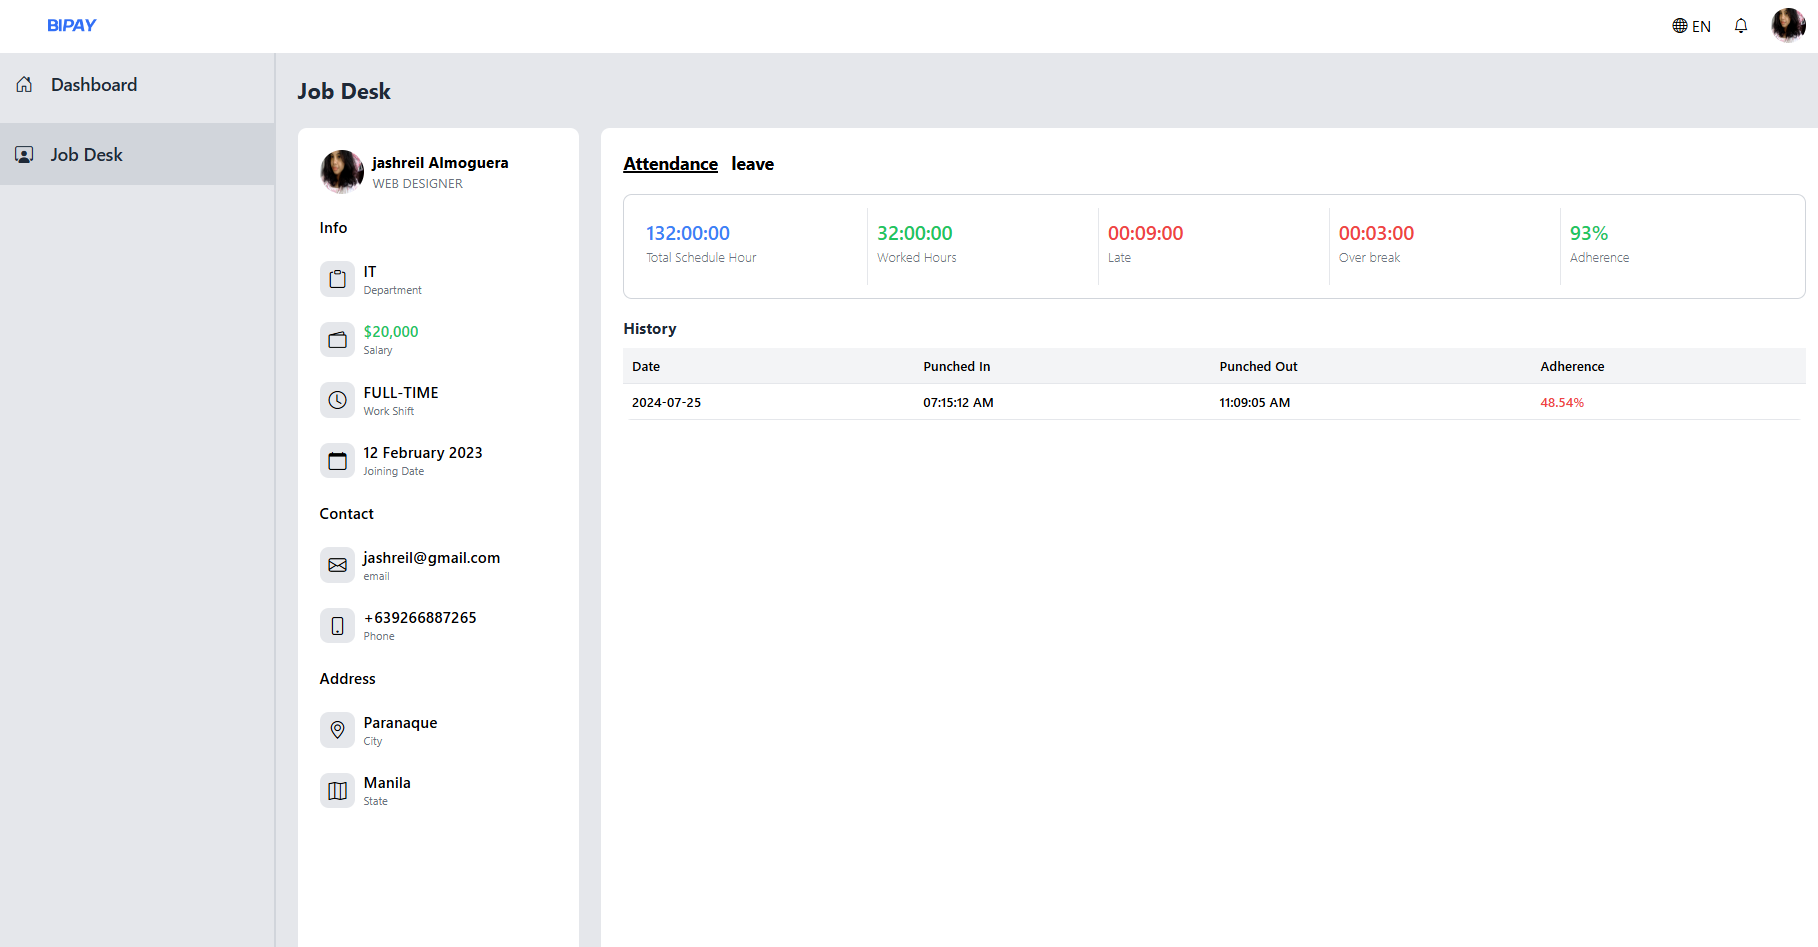 BIPAY
EN
Dashboard
Job Desk
Job Desk
jashreil Almoguera
WEB DESIGNER
Info
IT
Department
$20,000
Salary
FULL-TIME
Work Shift
12 February 2023
Joining Date
Contact
jashreil@gmail.com
email
+639266887265
Phone
Address
Paranaque
City
Manila
State
Attendance leave
132:00:00 32:00:00 00:09:00 00:03:00 93%
Total Schedule Hour Worked Hours Late Over break Adherence
History
Date Punched In Punched Out Adherence
2024-07-25 07:15:12 AM 11:09:05 AM 48.54%